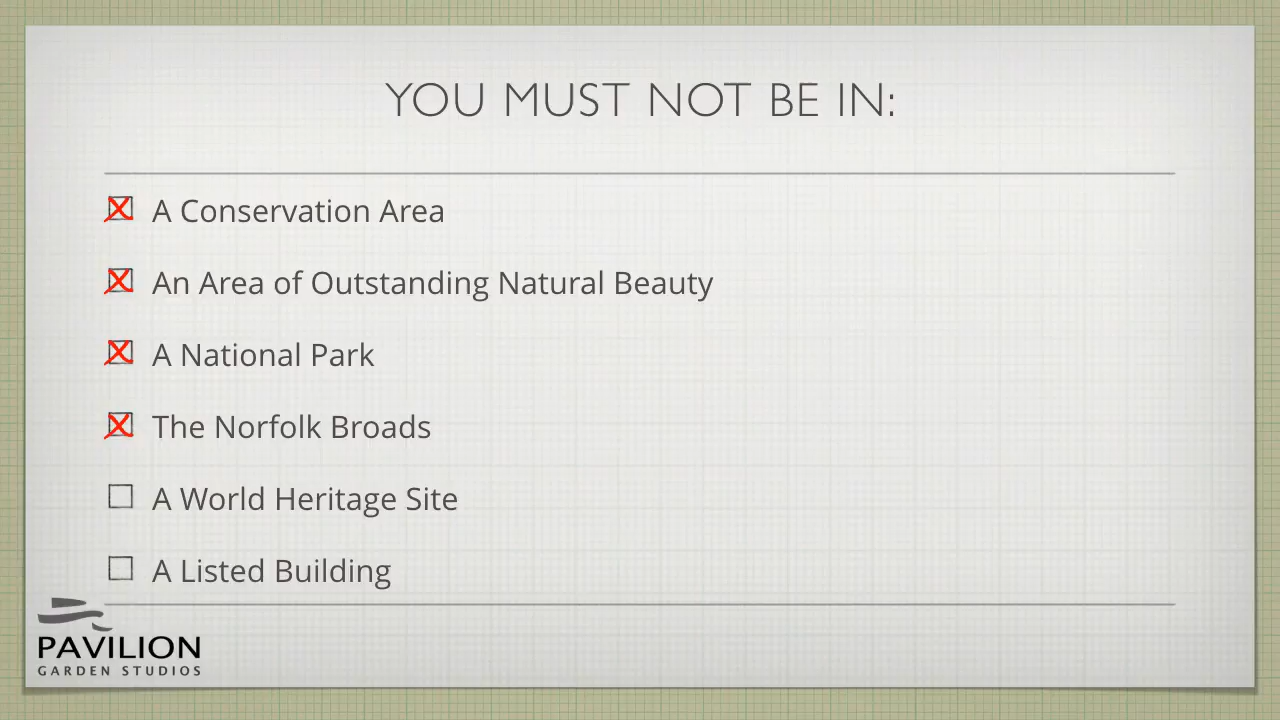 YOU MUST NOT BE IN:
A Conservation Area
An Area of Outstanding Natural Beauty
A National Park
The Norfolk Broads
A World Heritage Site
A Listed Building
PAVILION
GARDEN STUDIOS